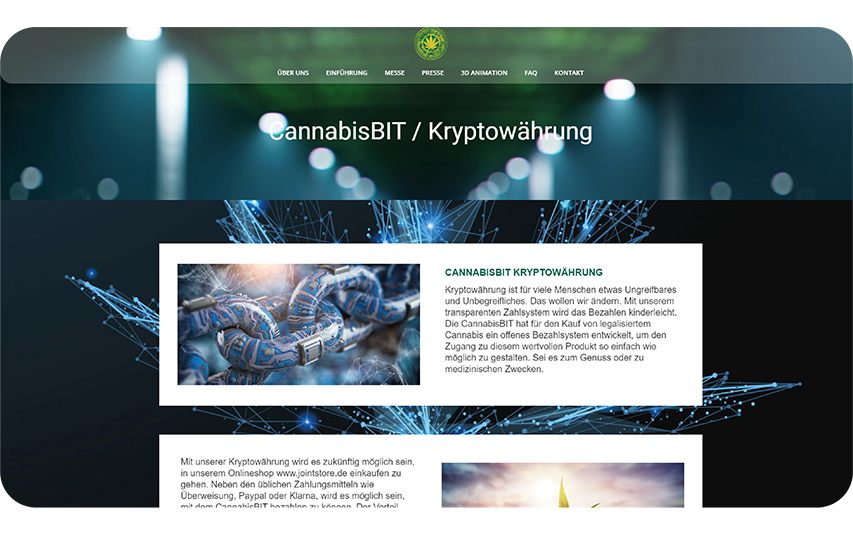 ÜBER UNS EINFÜHRUNG MESSE PRESSE 3D ANIMATION FAQ KONTAKT
CannabisBIT / Kryptowährung
CANNABISBIT KRYPTOWÄHRUNG
Kryptowährung ist für viele Menschen etwas Ungreifbares
und Unbegreifliches. Das wollen wir ändern. Mit unserem
transparenten Zahlsystem wird das Bezahlen kinderleicht.
Die CannabisBIT hat für den Kauf von legalisiertem
Cannabis ein offenes Bezahlsystem entwickelt, um den
Zugang zu diesem wertvollen Produkt so einfach wie
möglich zu gestalten. Sei es zum Genuss oder zu
medizinischen Zwecken.
Mit unserer Kryptowährung wird es zukünftig möglich sein,
in unserem Onlineshop www.jointstore.de einkaufen zu
gehen. Neben den üblichen Zahlungsmitteln wie
Überweisung, Paypal oder Klarna, wird es möglich sein,
mit dem CannabisBIT bezahlen zu können. Der Vorteil